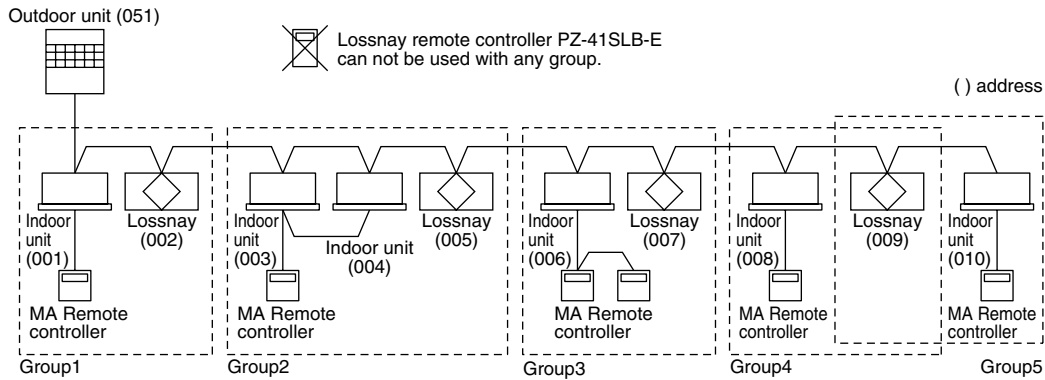 Outdoor unit (051)
Lossnay remote controller PZ-41SLB-E
can not be used with any group.
( ) address
Indoor
unit
(001)
Lossnay
(002)
MA Remote
controller
Group1
Indoor
unit
(003)
Indoor unit
(004)
Lossnay
(005)
MA Remote
controller
Group2
Indoor
unit
(006)
Lossnay
(007)
MA Remote
controller
Group3
Indoor
unit
(008)
Lossnay
(009)
MA Remote
controller
Group4
Indoor
unit
(010)
MA Remote
controller
Group5